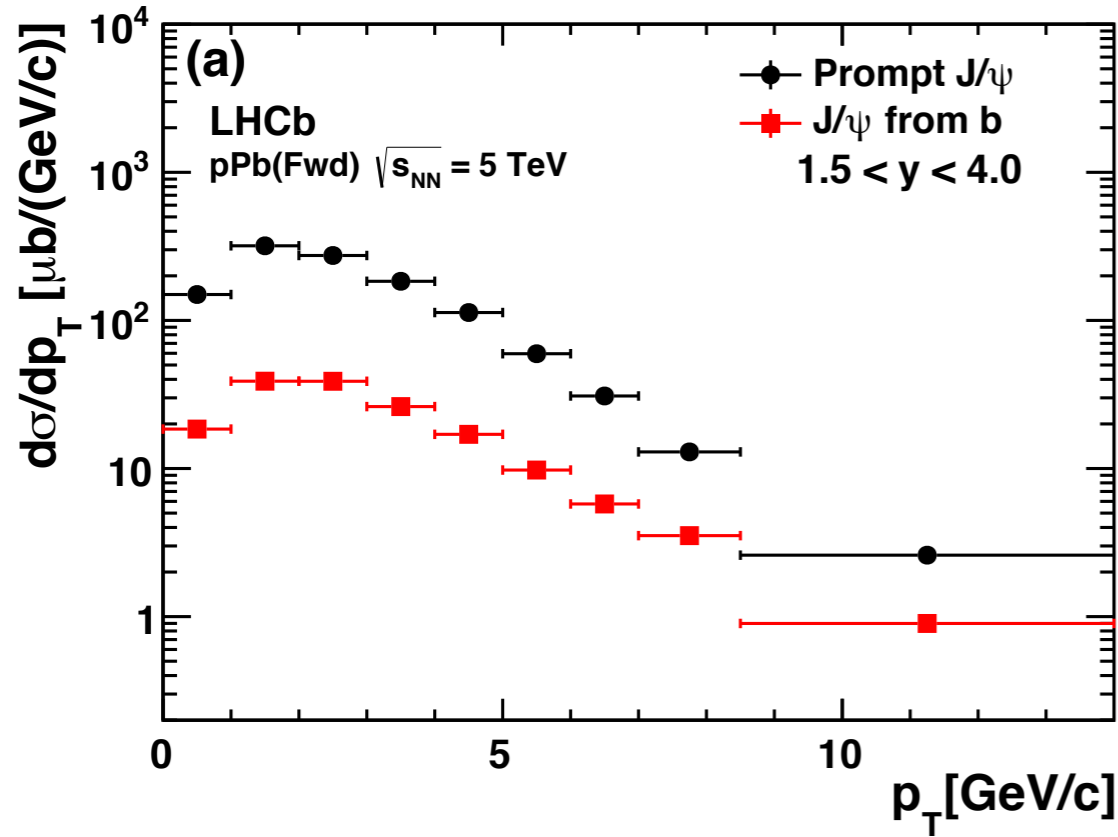 dσ/dp_T [μb/(GeV/c)]
10^4
10^3
10^2
10
1
(a)
LHCb
pPb(Fwd) √s_NN = 5 TeV
Prompt J/ψ
J/ψ from b
1.5 < y < 4.0
0 5 10
p_T[GeV/c]